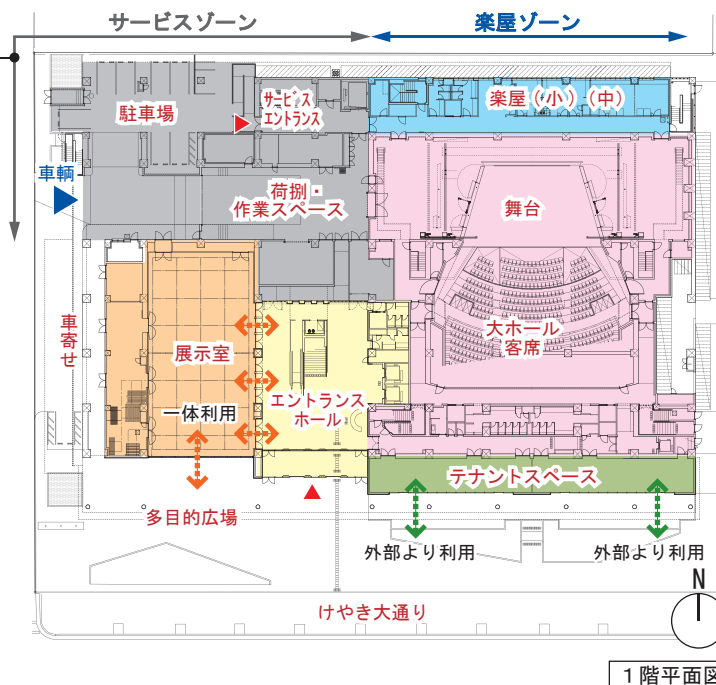 サービスゾーン
楽屋ゾーン
駐車場
サービス
エントランス
楽屋（小）（中）
車輌
荷捌・
作業スペース
舞台
車寄せ
展示室
大ホール
客席
一体利用
エントランス
ホール
テナントスペース
多目的広場
外部より利用
外部より利用
けやき大通り
N
１階平面図